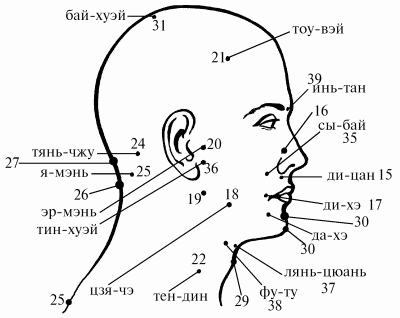 бай-хуэй
31
тоу-вэй
21
39
инь-тан
16
сы-бай
35
20
24
тянь-чжу
27
36
я-мэнь
25
ди-цан 15
26
19
18
ди-хэ 17
эр-мэнь
30
тин-хуэй
да-хэ
30
22
лянь-цюань
37
цзя-чэ
25
тен-дин
29
фу-ту
38